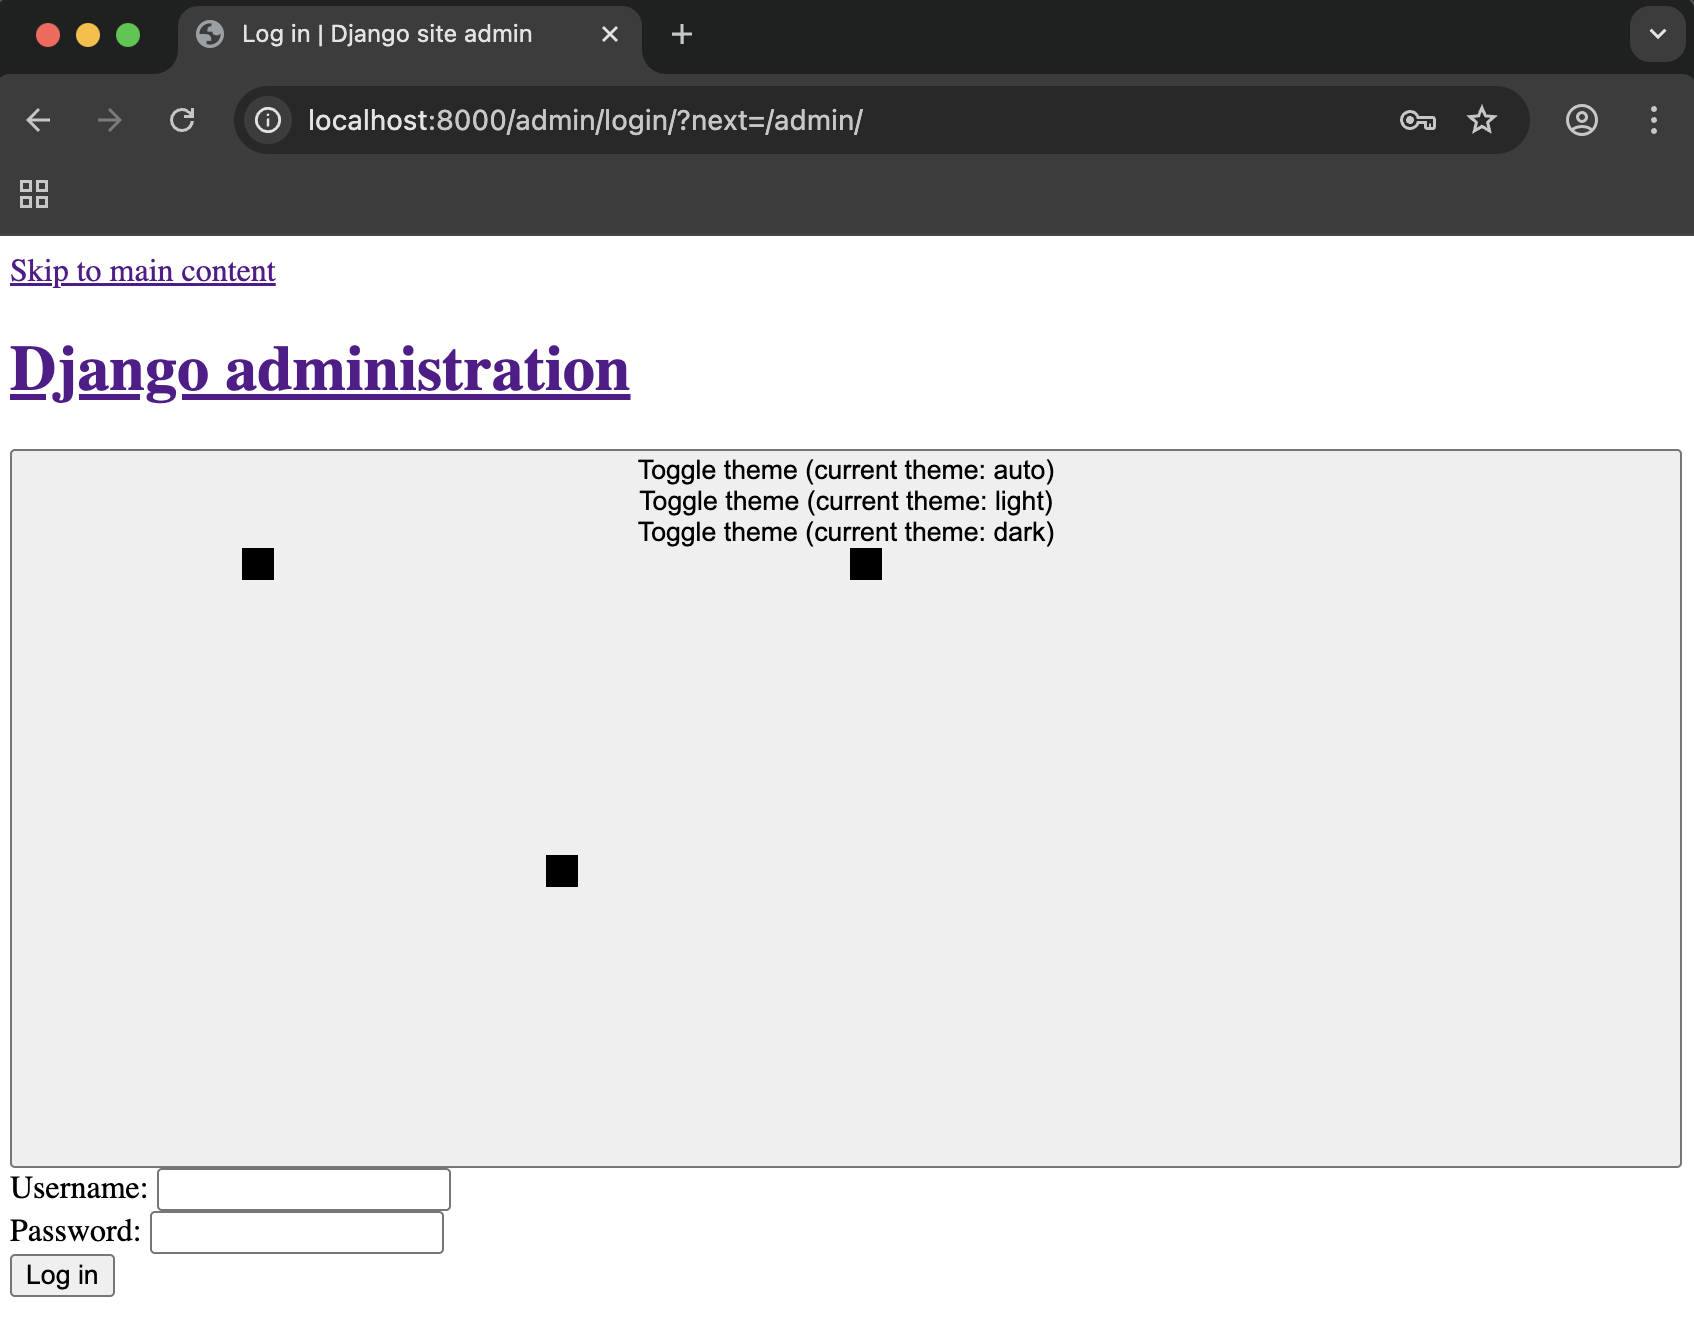 Log in | Django site admin
localhost:8000/admin/login/?next=/admin/
Skip to main content
Django administration
Toggle theme (current theme: auto)
Toggle theme (current theme: light)
Toggle theme (current theme: dark)
Username:
Password:
Log in